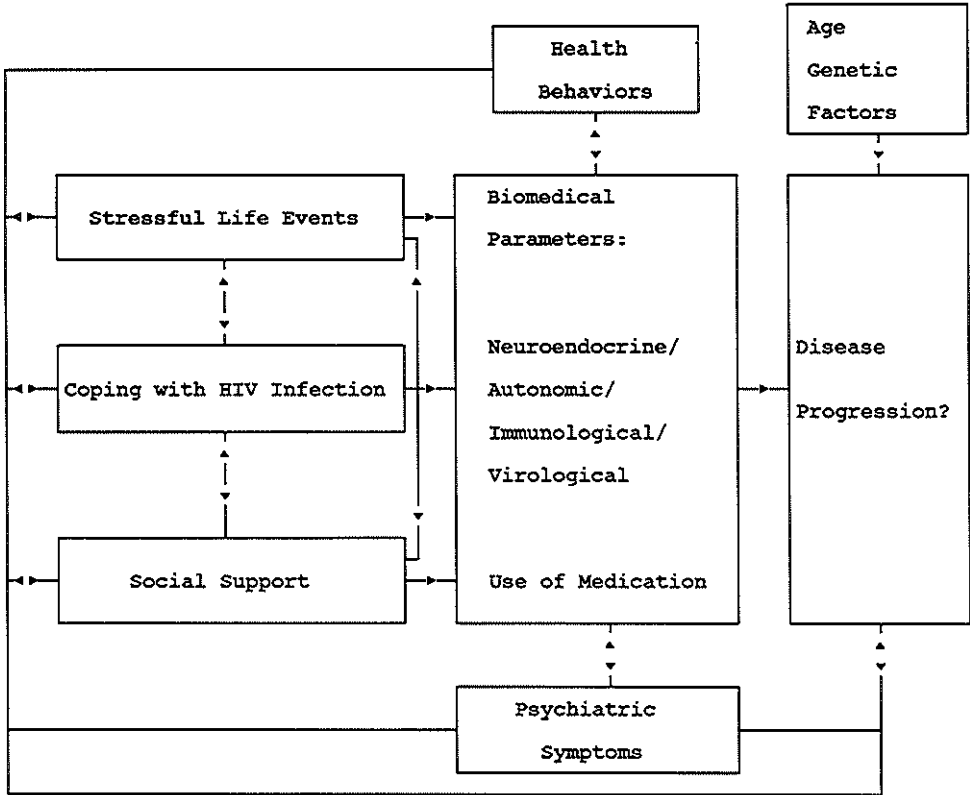 Health
Behaviors
Age
Genetic
Factors
Stressful Life Events
Coping with HIV Infection
Social Support
Biomedical
Parameters:
Neuroendocrine/
Autonomic/
Immunological/
Virological
Use of Medication
Disease
Progression?
Psychiatric
Symptoms